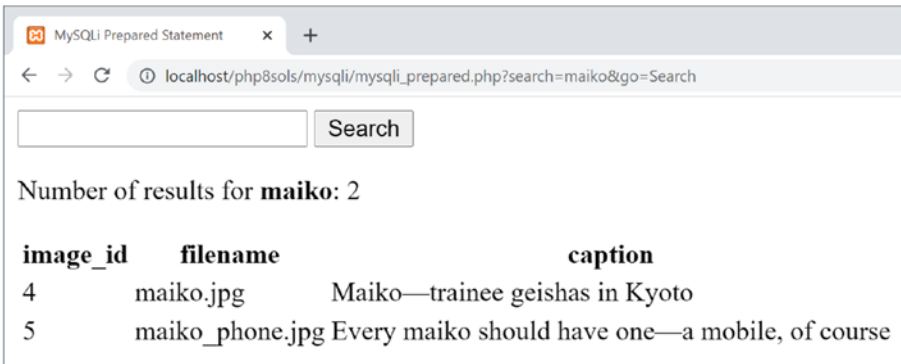 MySQLi Prepared Statement
localhost/php8sols/mysqli/mysqli_prepared.php?search=maiko&go=Search
Search
Number of results for maiko: 2
image_id filename caption
4 maiko.jpg Maiko—trainee geishas in Kyoto
5 maiko_phone.jpg Every maiko should have one—a mobile, of course